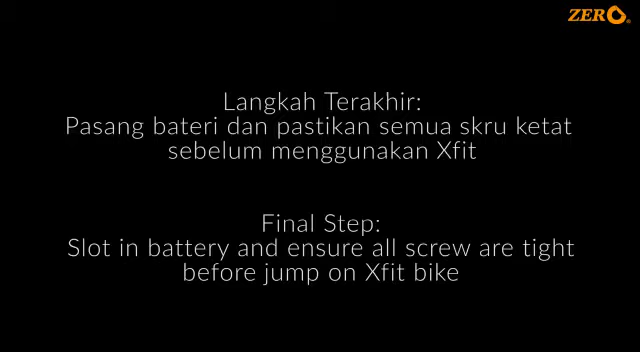 ZERO
Langkah Terakhir:
Pasang bateri dan pastikan semua skru ketat
sebelum menggunakan Xfit
Final Step:
Slot in battery and ensure all screw are tight
before jump on Xfit bike